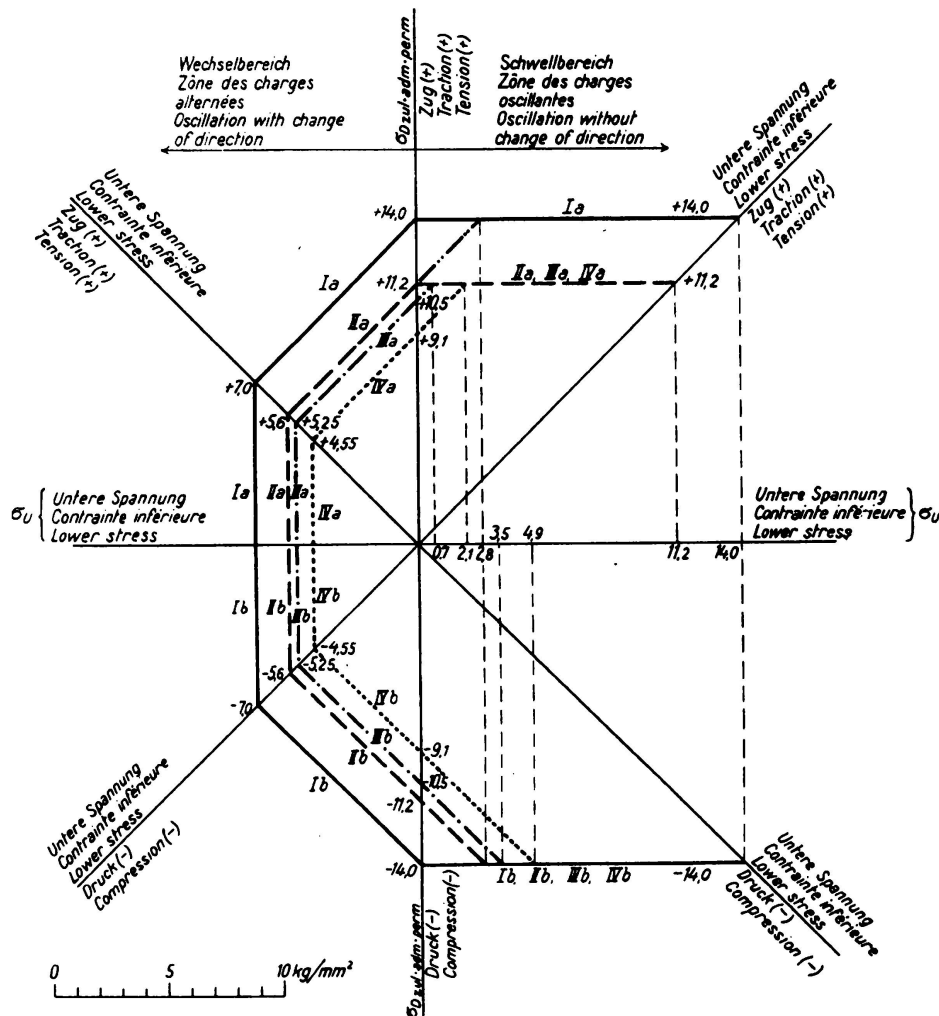 Wechselbereich
Zône des charges
alternées
Oscillation with change
of direction
σD zul-adm-perm
Zug (+)
Traction (+)
Tension (+)
Schwellbereich
Zône des charges
oscillantes
Oscillation without
change of direction
Untere Spannung
Contrainte inférieure
Lower stress
Zug (+)
Traction (+)
Tension (+)
Untere Spannung
Contrainte inférieure
Lower stress
Zug (+)
Traction (+)
Tension (+)
+14,0
Ia
+14,0
Ia
+11,2
IIa, IIIa, IVa
+11,2
+10,5
IIa
IIIa
+9,1
IVa
+7,0
+5,6
+5,25
+4,55
Ia
IIa
IIa
IVa
σU
Untere Spannung
Contrainte inférieure
Lower stress
0,7
2,1
2,8
3,5
4,9
11,2
14,0
Untere Spannung
Contrainte inférieure
Lower stress
σU
Ib
IIb
IIIb
IVb
-4,55
-5,25
-5,6
-7,0
IVb
IIIb
IIb
-9,1
-10,5
-11,2
Ib
-14,0
Ib, IIb, IIIb, IVb
-14,0
Untere Spannung
Contrainte inférieure
Lower stress
Druck (-)
Compression (-)
σD zul-adm-perm
Druck (-)
Compression (-)
Untere Spannung
Contrainte inférieure
Lower stress
Druck (-)
Compression (-)
0 5 10 kg/mm²